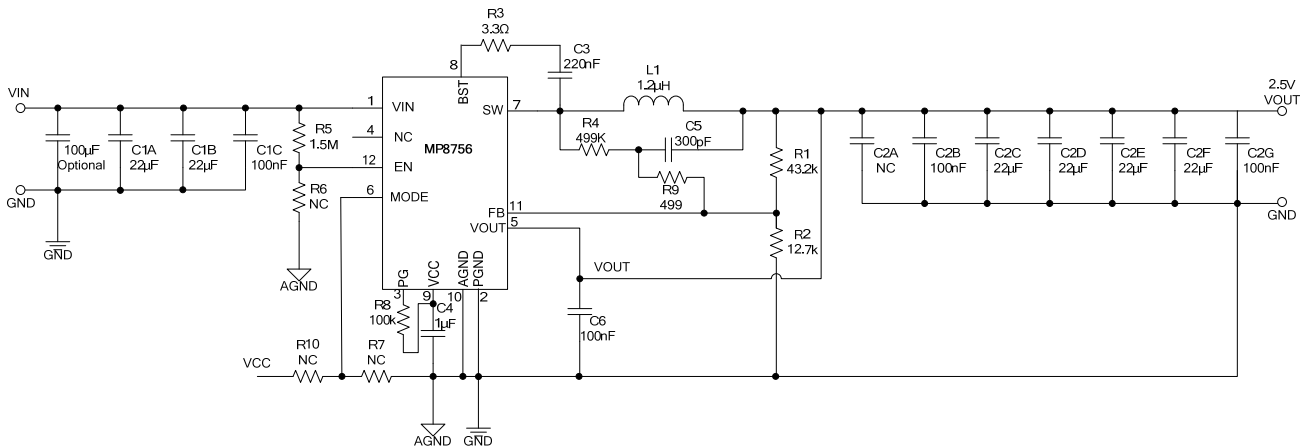 R3
3.3Ω
C3
220nF
8
BST
L1
1.2µH
VIN
1
VIN
SW
7
2.5V
VOUT
100µF
Optional
C1A
22µF
C1B
22µF
C1C
100nF
R5
1.5M
4
NC
MP8756
R4
499K
C5
300pF
R1
43.2k
C2A
NC
C2B
100nF
C2C
22µF
C2D
22µF
C2E
22µF
C2F
22µF
C2G
100nF
12
EN
R9
499
R6
NC
6
MODE
GND
GND
FB
11
VOUT
5
R2
12.7k
GND
AGND
VOUT
PG
VCC
AGND
PGND
3
9
10
2
R8
100k
C4
1µF
C6
100nF
VCC
R10
NC
R7
NC
AGND
GND